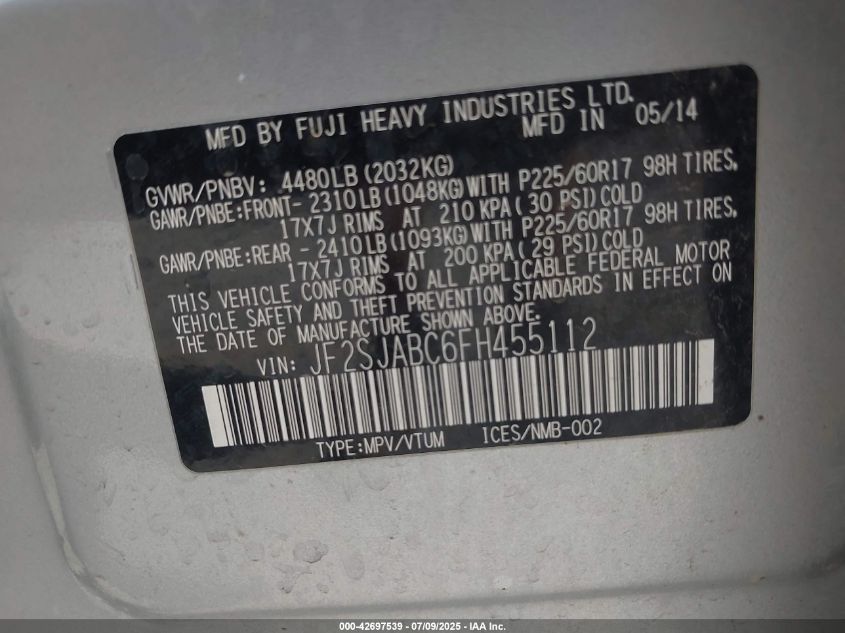 MFD BY FUJI HEAVY INDUSTRIES LTD.
MFD IN 05/14
GVWR/PNBV: 4480LB(2032KG)
GAWR/PNBE:FRONT- 2310LB(1048KG)WITH P225/60R17 98H TIRES,
17X7J RIMS AT 210KPA( 30 PSI)COLD
GAWR/PNBE:REAR - 2410LB(1093KG)WITH P225/60R17 98H TIRES,
17X7J RIMS AT 200KPA( 29 PSI)COLD
THIS VEHICLE CONFORMS TO ALL APPLICABLE FEDERAL MOTOR
VEHICLE SAFETY AND THEFT PREVENTION STANDARDS IN EFFECT ON
THE DATE OF MANUFACTURE SHOWN ABOVE.
VIN: JF2SJABC6FH455112
TYPE:MPV/VTUM ICES/NMB-002
000-42697539 - 07/09/2025 - IAA Inc.